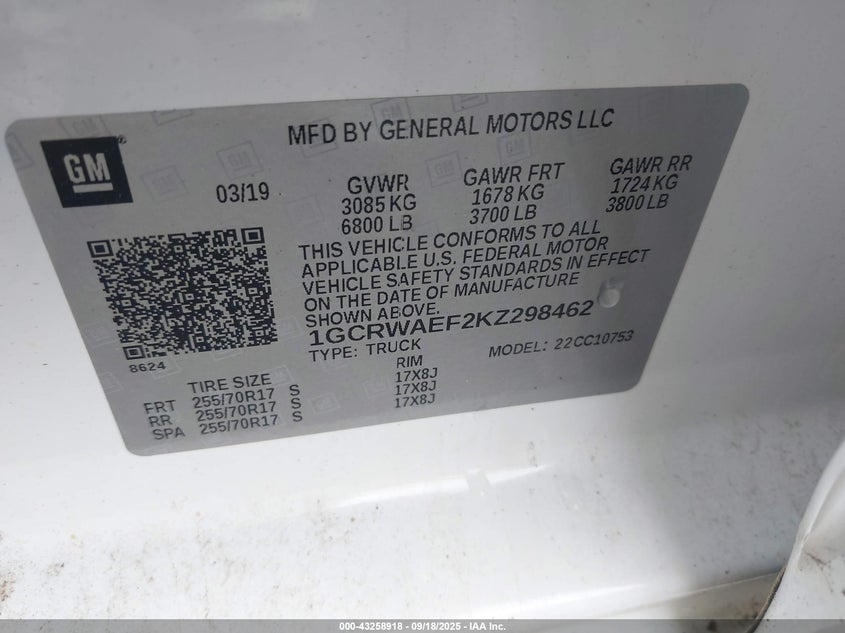 MFD BY GENERAL MOTORS LLC
GM®
03/19
GVWR
3085 KG
6800 LB
GAWR FRT
1678 KG
3700 LB
GAWR RR
1724 KG
3800 LB
THIS VEHICLE CONFORMS TO ALL
APPLICABLE U.S. FEDERAL MOTOR
VEHICLE SAFETY STANDARDS IN EFFECT
ON THE DATE OF MANUFACTURE
SHOWN ABOVE.
1GCRWAEF2KZ298462
TYPE: TRUCK
MODEL: 22CC10753
8624
TIRE SIZE RIM
FRT 255/70R17 S 17X8J
RR 255/70R17 S 17X8J
SPA 255/70R17 S 17X8J
000-43258918 - 09/18/2025 - IAA Inc.